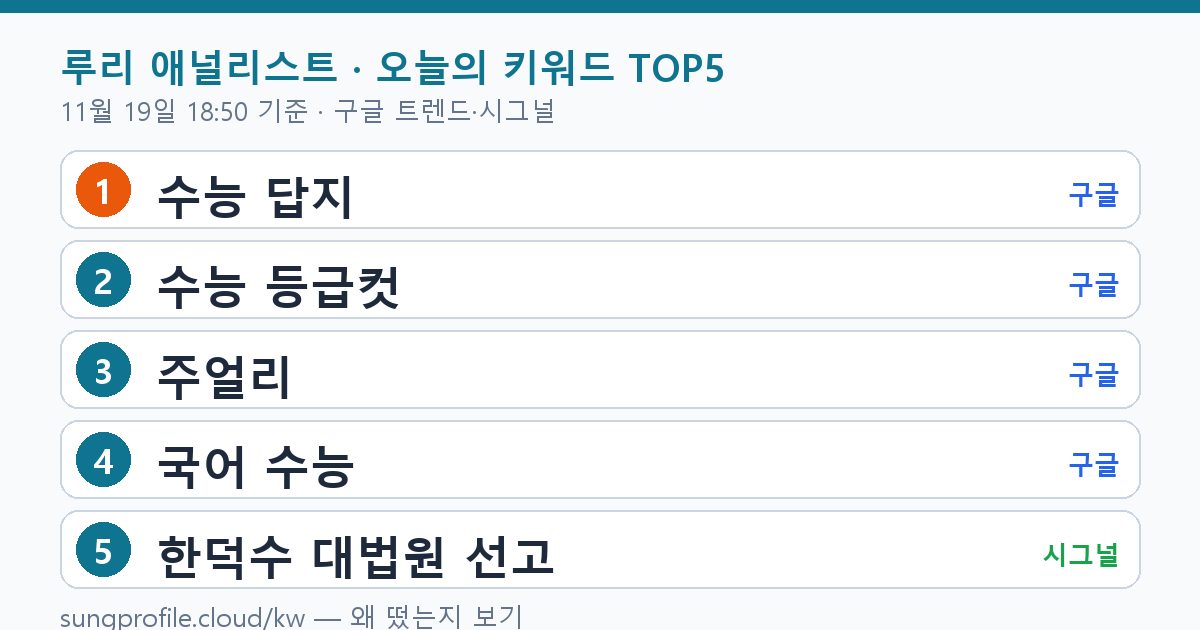 루리 애널리스트 · 오늘의 키워드 TOP5
11월 19일 18:50 기준 · 구글 트렌드·시그널
1 수능 답지 구글
2 수능 등급컷 구글
3 주얼리 구글
4 국어 수능 구글
5 한덕수 대법원 선고 시그널
sungprofile.cloud/kw — 왜 떴는지 보기